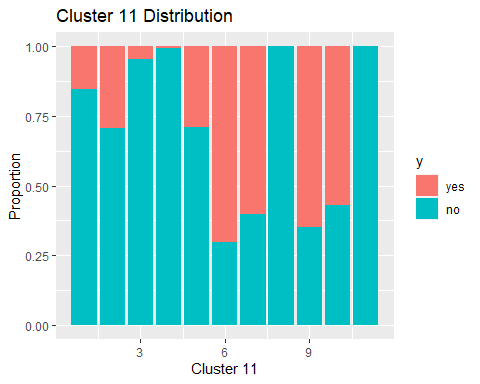 Cluster 11 Distribution
1.00
0.75
0.50
0.25
0.00
Proportion
3 6 9
Cluster 11
y
yes
no